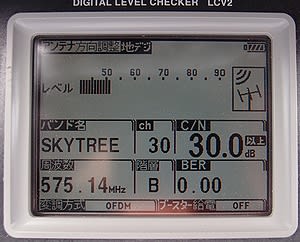 DIGITAL LEVEL CHECKER LCV2
アンテナ方向調整 地デジ
レベル 50 60 70 80 90
バンド名 ch C/N
SKYTREE 30 30.0 以上 dB
周波数 階層 BER
575.14 MHz B 0.00
変調方式 OFDM ブースター給電 OFF